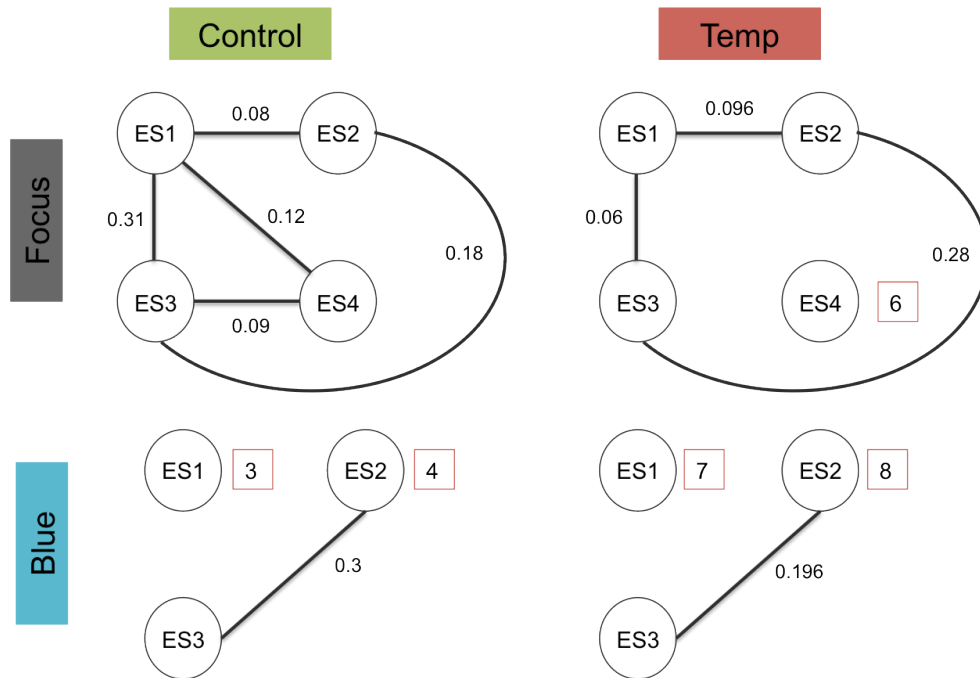 Control
Temp
Focus
ES1
0.08
ES2
0.31
0.12
0.18
ES3
0.09
ES4
ES1
0.096
ES2
0.06
0.28
ES3
ES4
6
Blue
ES1
3
ES2
4
0.3
ES3
ES1
7
ES2
8
0.196
ES3